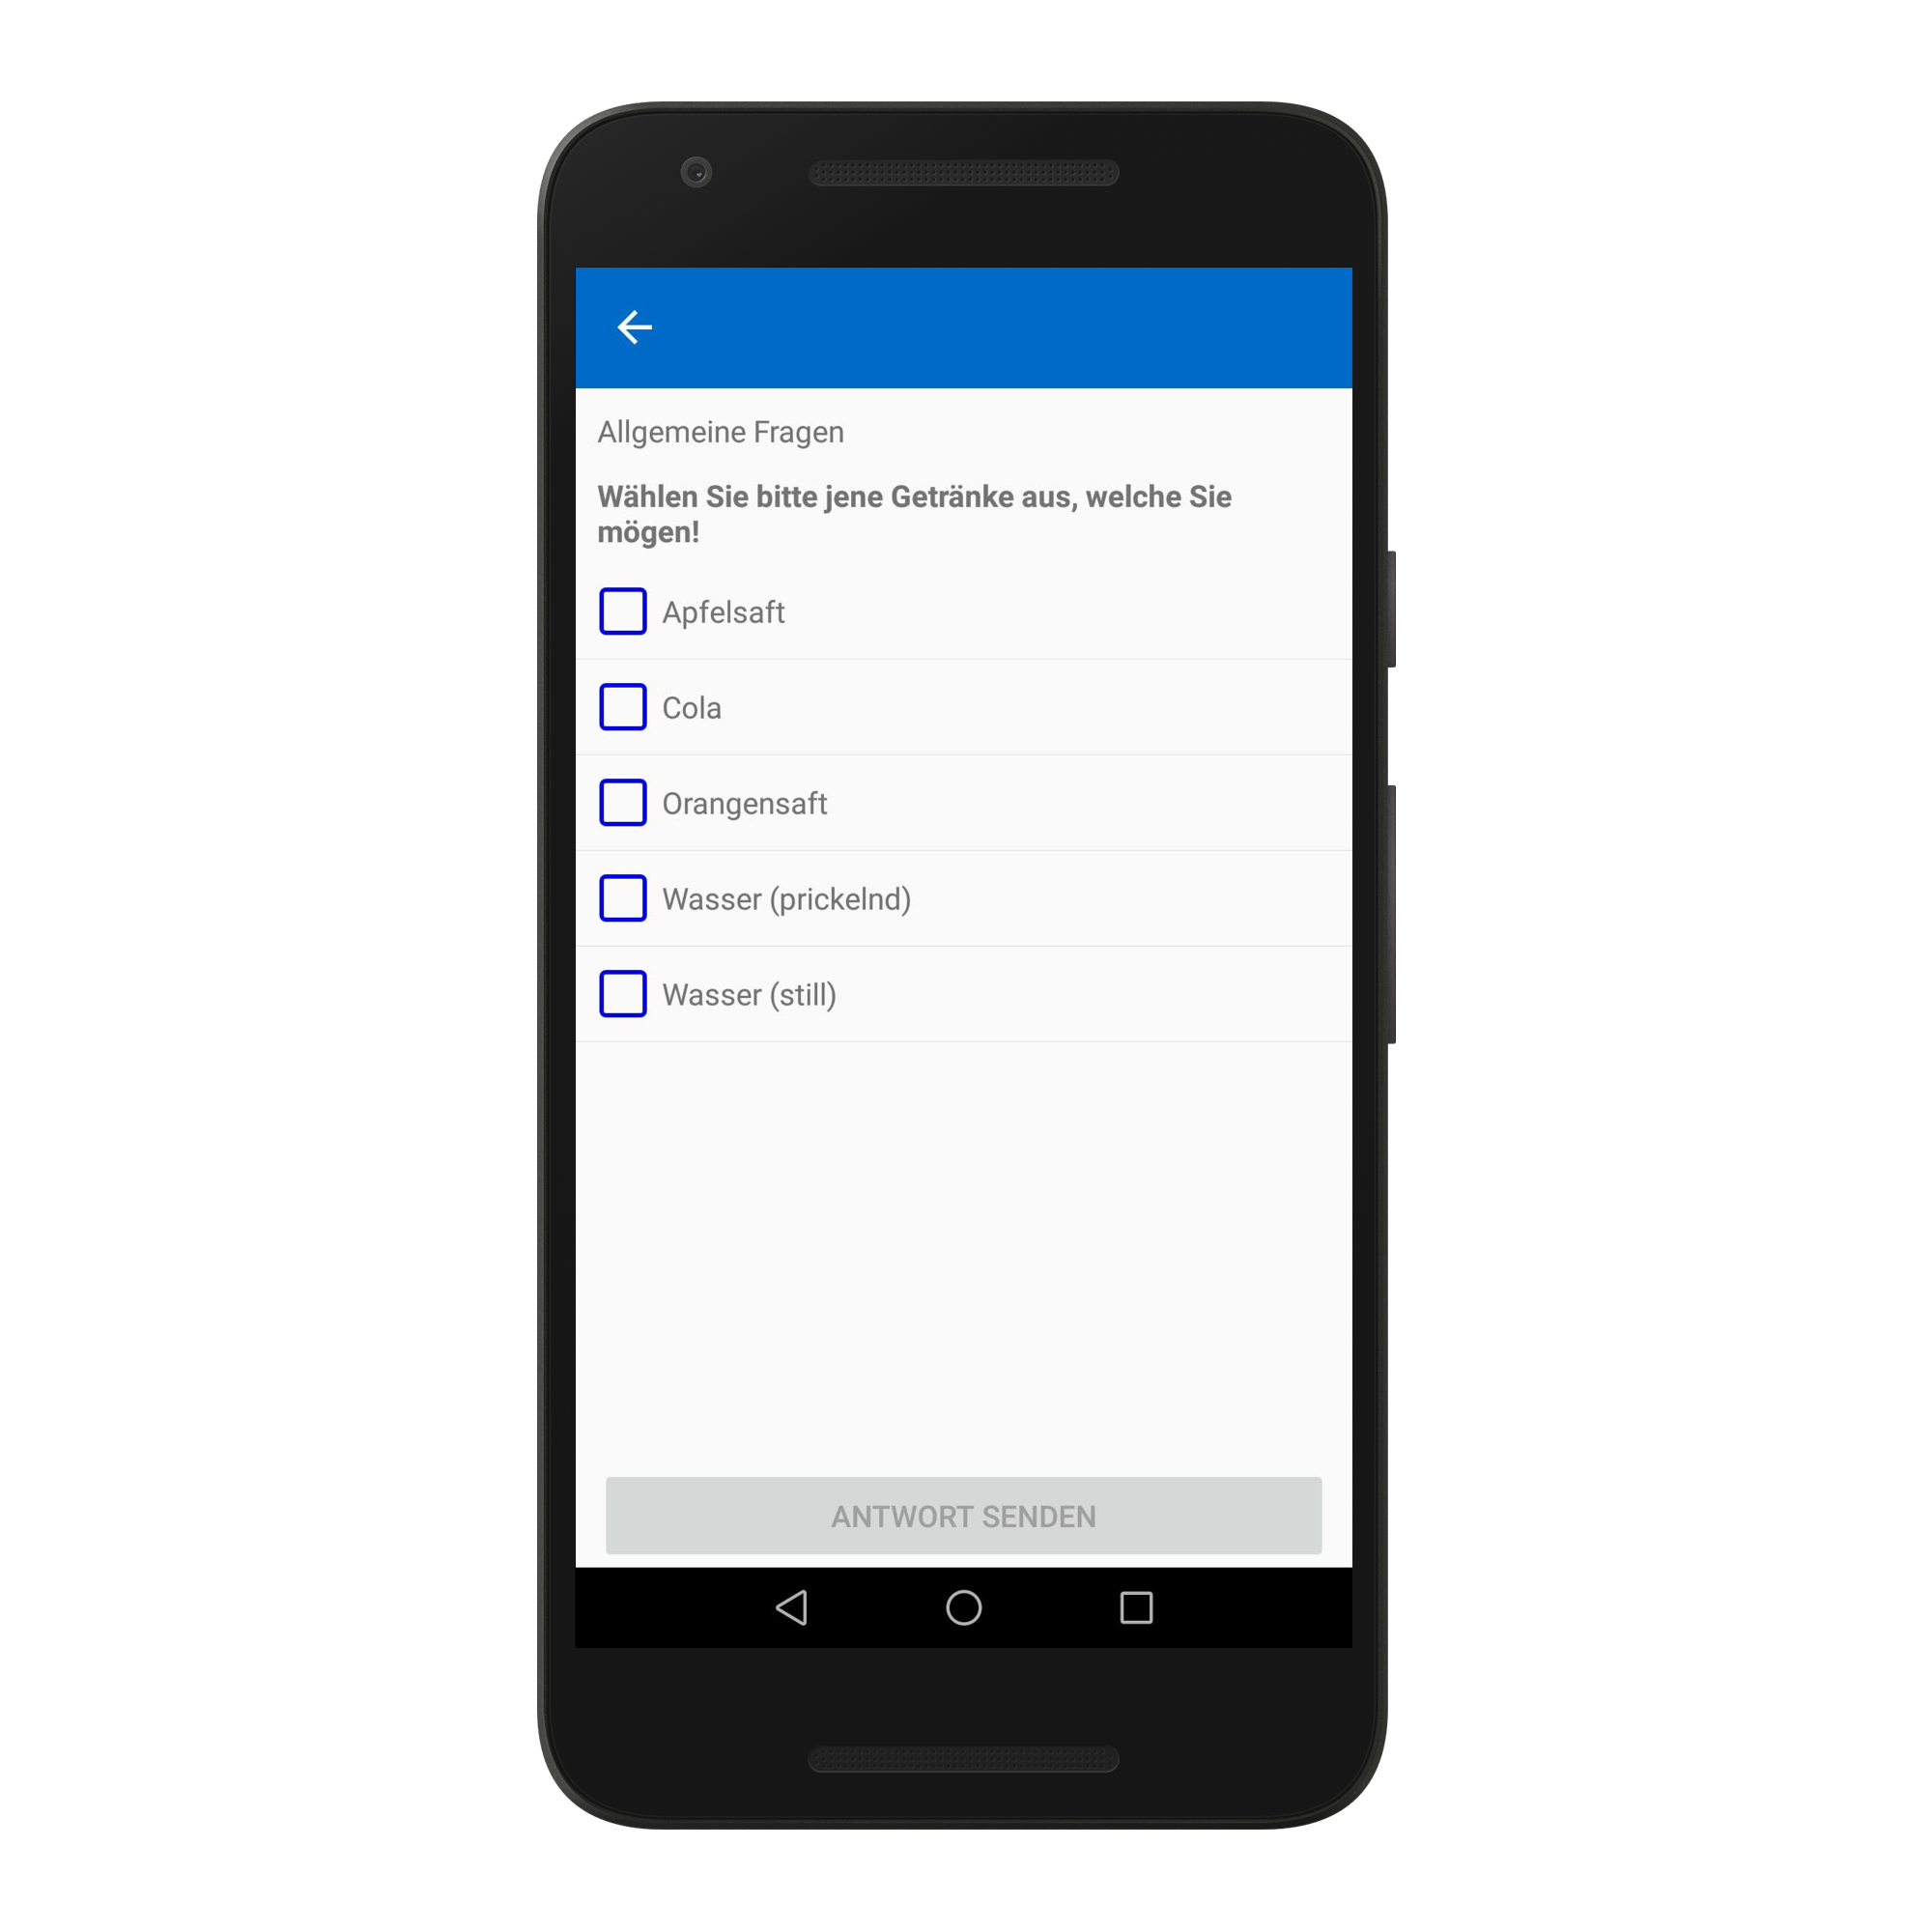 Allgemeine Fragen
Wählen Sie bitte jene Getränke aus, welche Sie
mögen!
Apfelsaft
Cola
Orangensaft
Wasser (prickelnd)
Wasser (still)
ANTWORT SENDEN